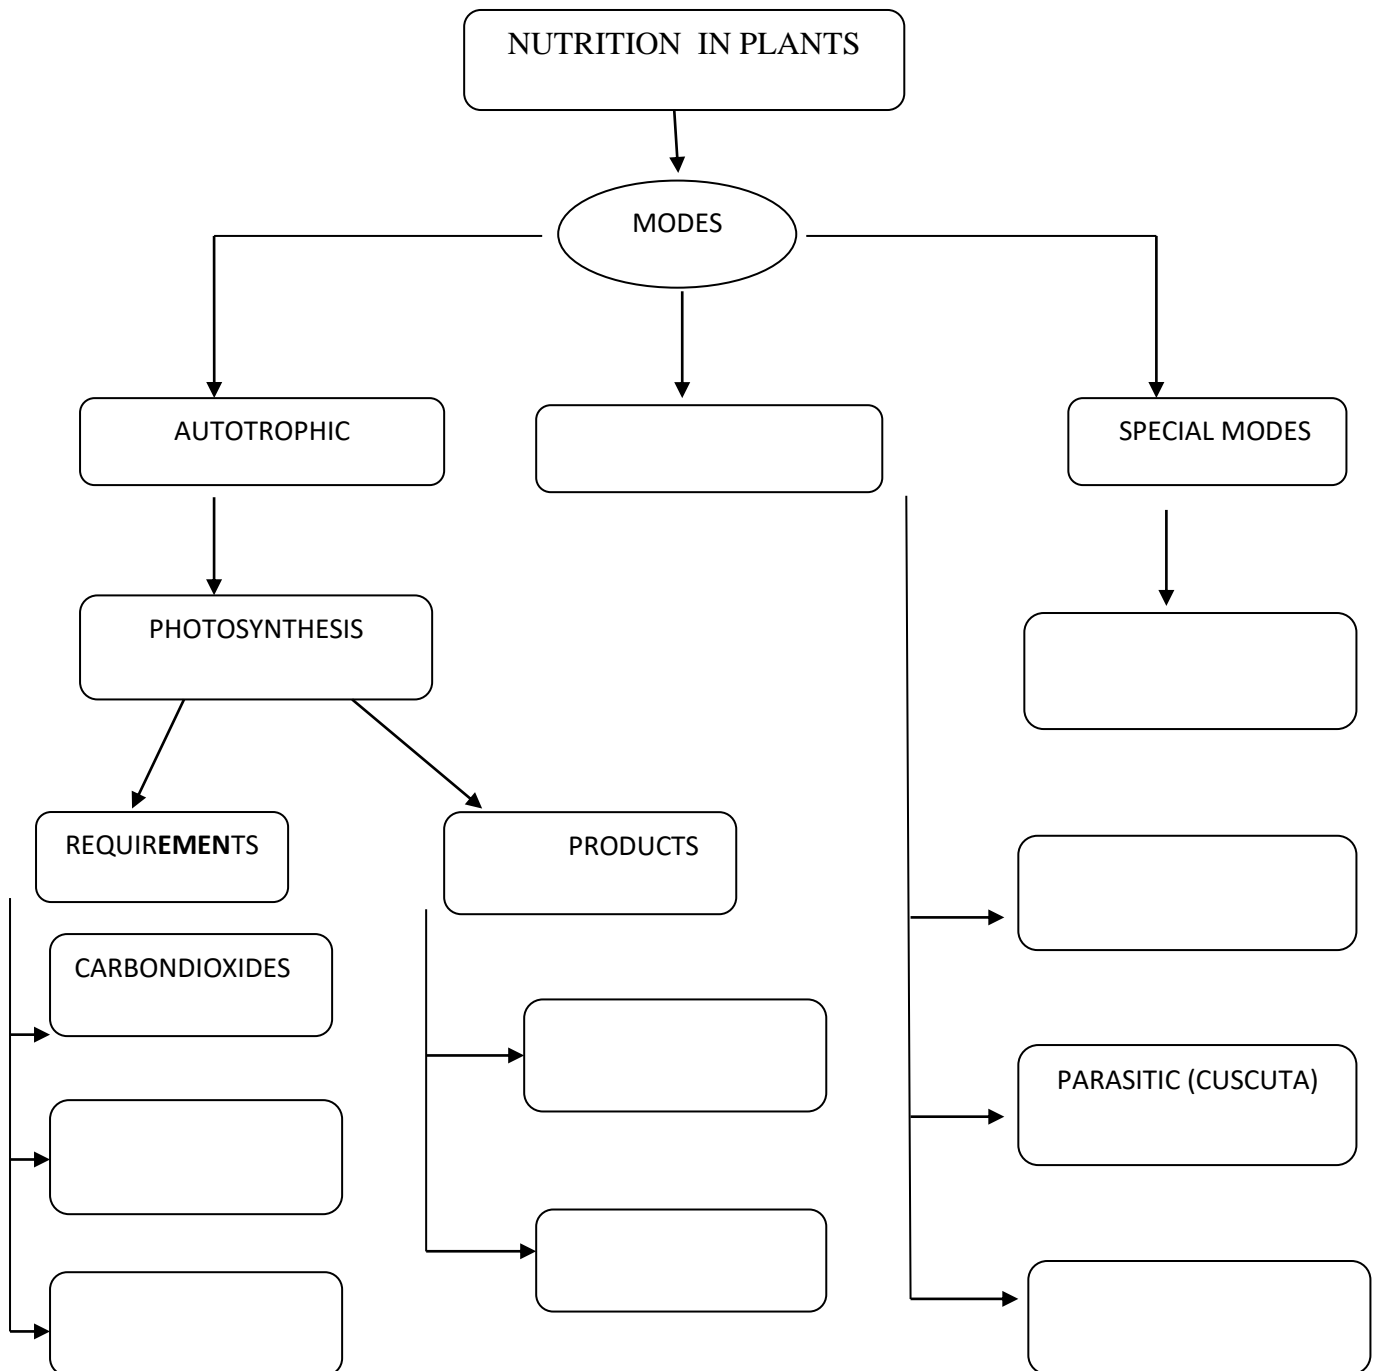 NUTRITION IN PLANTS
MODES
AUTOTROPHIC
SPECIAL MODES
PHOTOSYNTHESIS
REQUIREMENTS
PRODUCTS
CARBONDIOXIDES
PARASITIC (CUSCUTA)